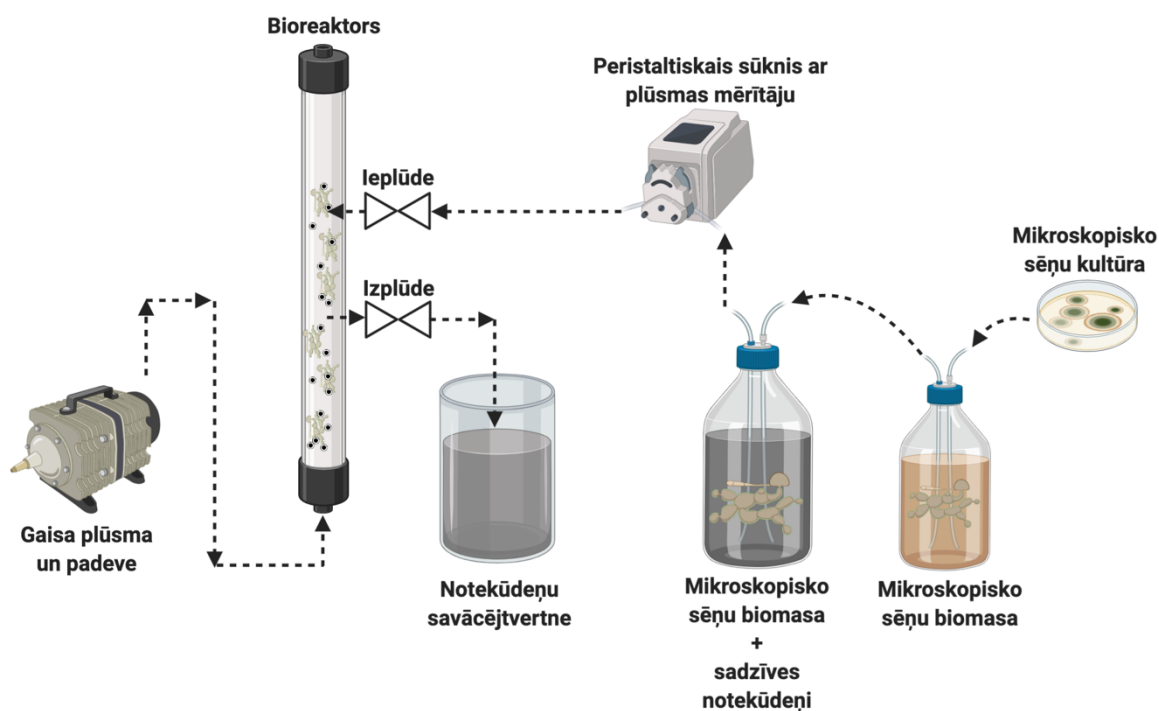 Bioreaktors
Peristaltiskais sūknis ar
plūsmas mērītāju
Ieplūde
Mikroskopisko
sēņu kultūra
Izplūde
Gaisa plūsma
un padeve
Notekūdeņu
savācējtvertne
Mikroskopisko
sēņu biomasa
+
sadzīves
notekūdeņi
Mikroskopisko
sēņu biomasa